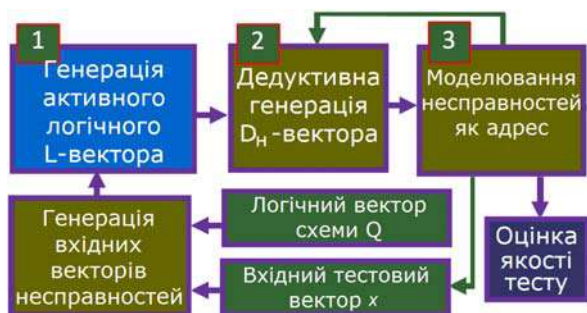 1
Генерація
активного
логічного
L-вектора
2
Дедуктивна
генерація
Dн-вектора
3
Моделювання
несправностей
як адрес
Генерація
вхідних
векторів
несправностей
Логічний вектор
схеми Q
Вхідний тестовий
вектор x
Оцінка
якості
тесту